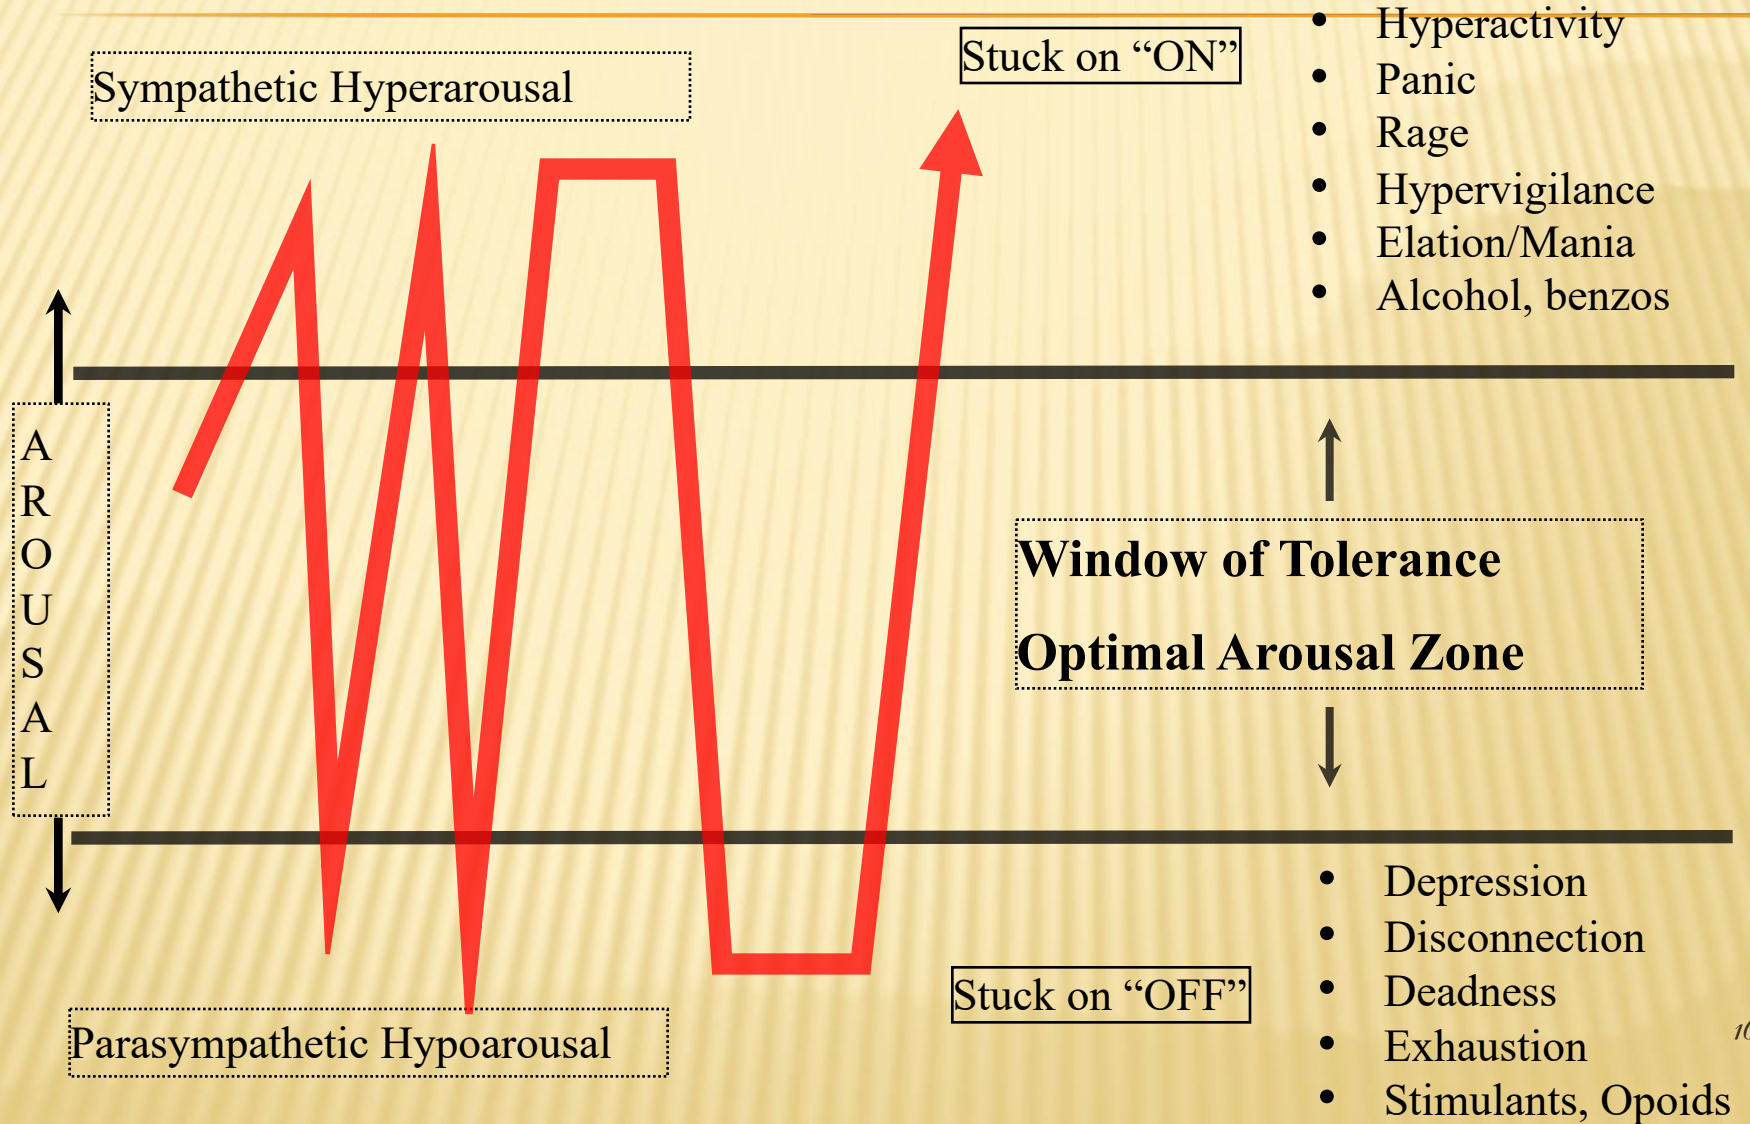 Sympathetic Hyperarousal
Stuck on “ON”
• Hyperactivity
• Panic
• Rage
• Hypervigilance
• Elation/Mania
• Alcohol, benzos
A
R
O
U
S
A
L
Window of Tolerance
Optimal Arousal Zone
Parasympathetic Hypoarousal
Stuck on “OFF”
• Depression
• Disconnection
• Deadness
• Exhaustion
• Stimulants, Opoids